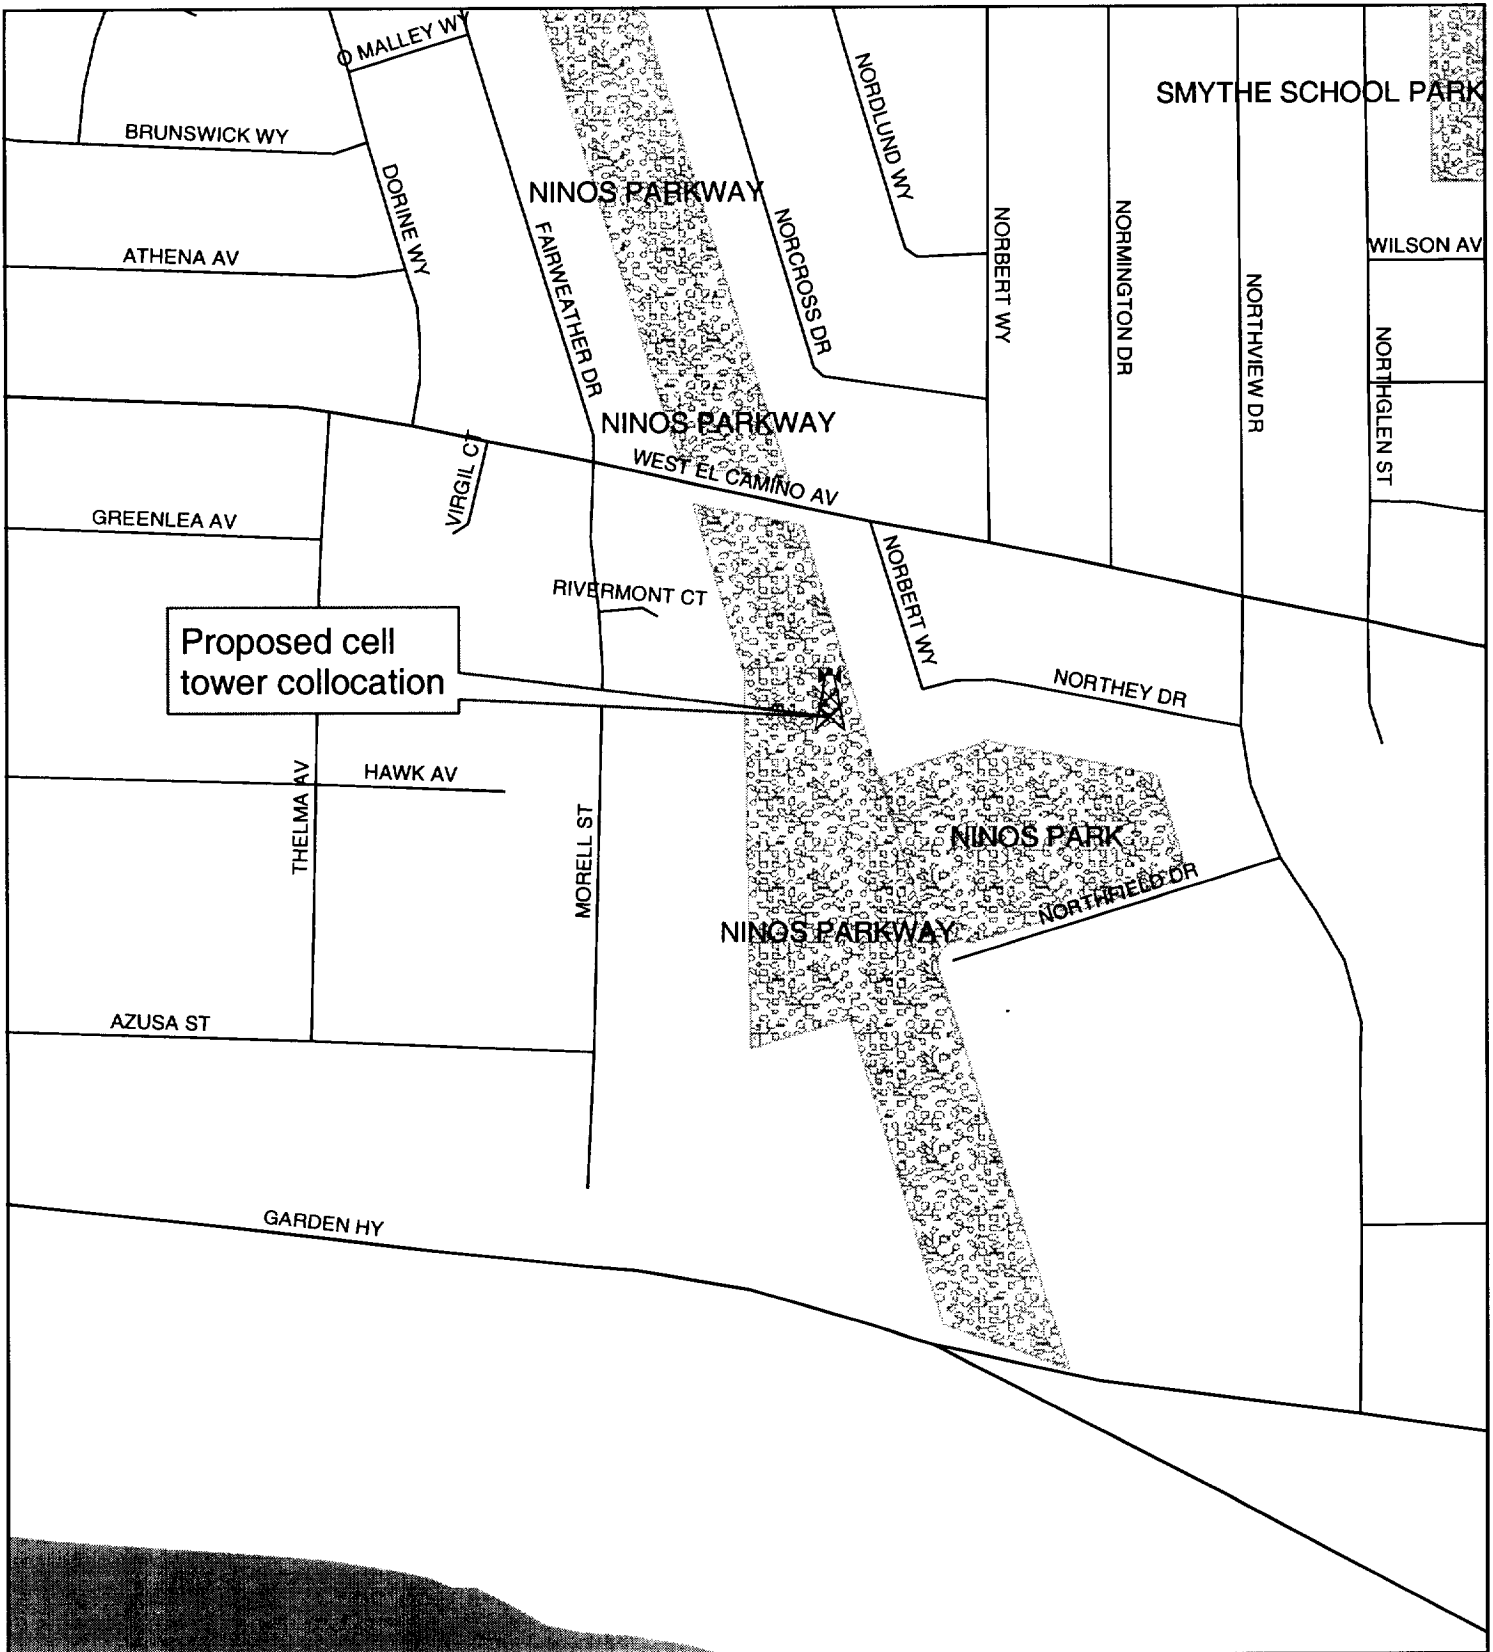 O MALLEY WY
NORDLUND WY
SMYTHE SCHOOL PARK
BRUNSWICK WY
DORINE WY
NINOS PARKWAY
FAIRWEATHER DR
NORCROSS DR
NORBERT WY
NORMINGTON DR
NORTHVIEW DR
WILSON AV
ATHENA AV
NORTHGLEN ST
NINOS PARKWAY
VIRGIL CT
WEST EL CAMINO AV
GREENLEA AV
NORBERT WY
RIVERMONT CT
Proposed cell
tower collocation
NORTHEY DR
THELMA AV
HAWK AV
MORELL ST
NINOS PARK
NORTHFIELD DR
NINOS PARKWAY
AZUSA ST
GARDEN HY